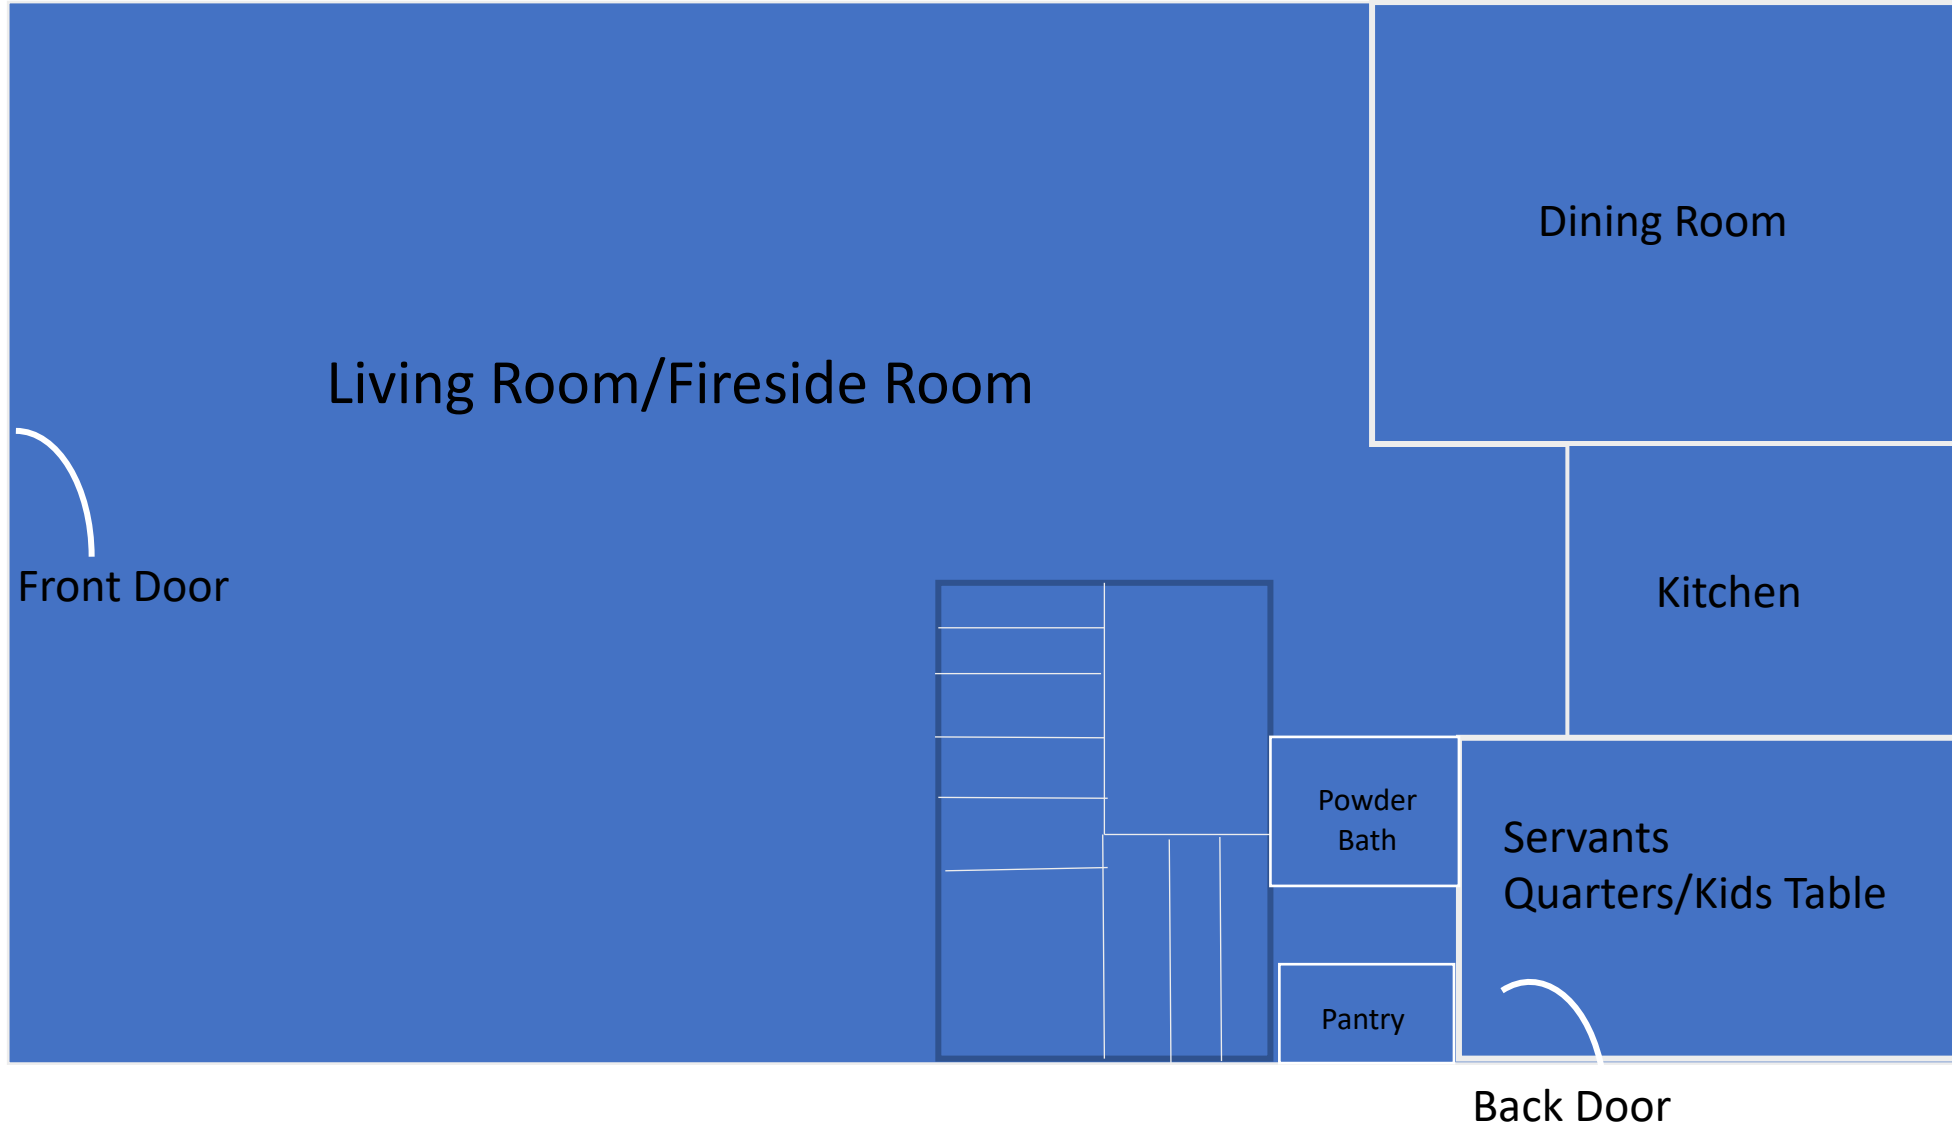 Dining Room
Living Room/Fireside Room
Front Door
Kitchen
Powder
Bath
Servants
Quarters/Kids Table
Pantry
Back Door